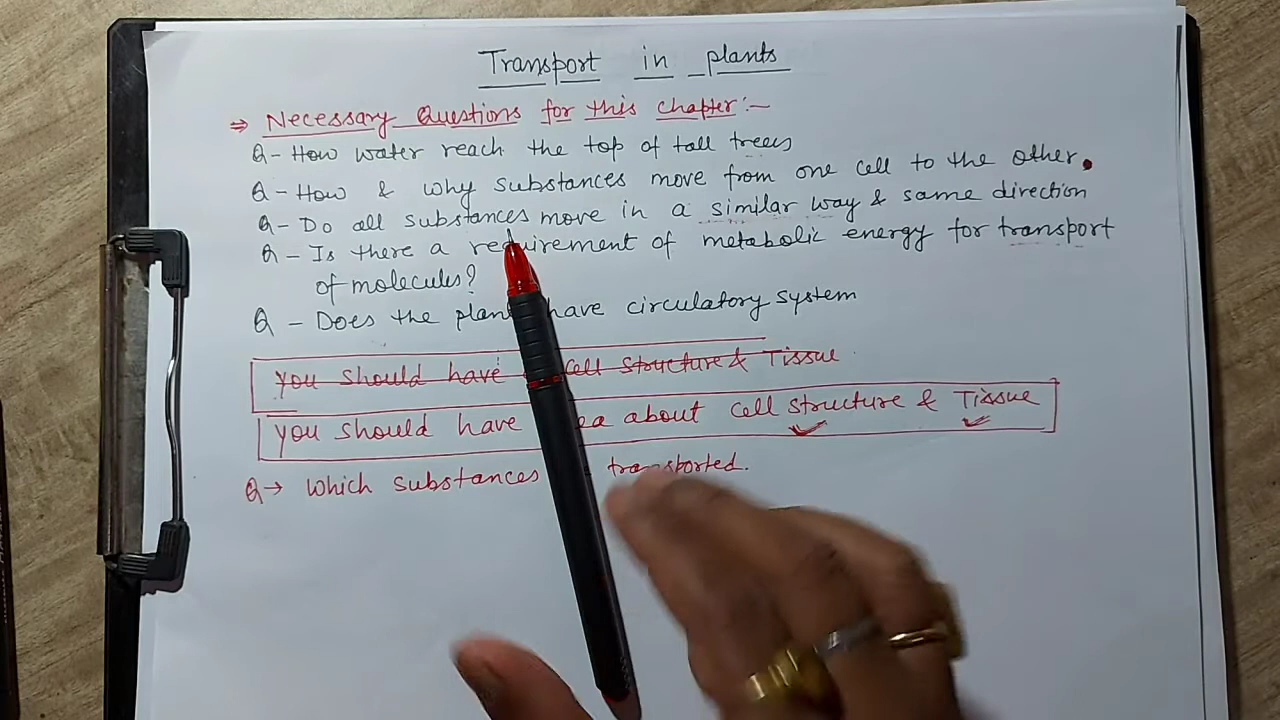 Transport in plants
⇒ Necessary Questions for this chapter:-
Q- How water reach the top of tall trees
Q - How & why substances move from one cell to the other.
Q - Do all substances move in a similar way & same direction
Q - Is there a requirement of metabolic energy for transport
of molecules?
Q - Does the plant have circulatory system
You should have cell structure & Tissue
You should have about cell structure & Tissue
Q → Which substances transported.